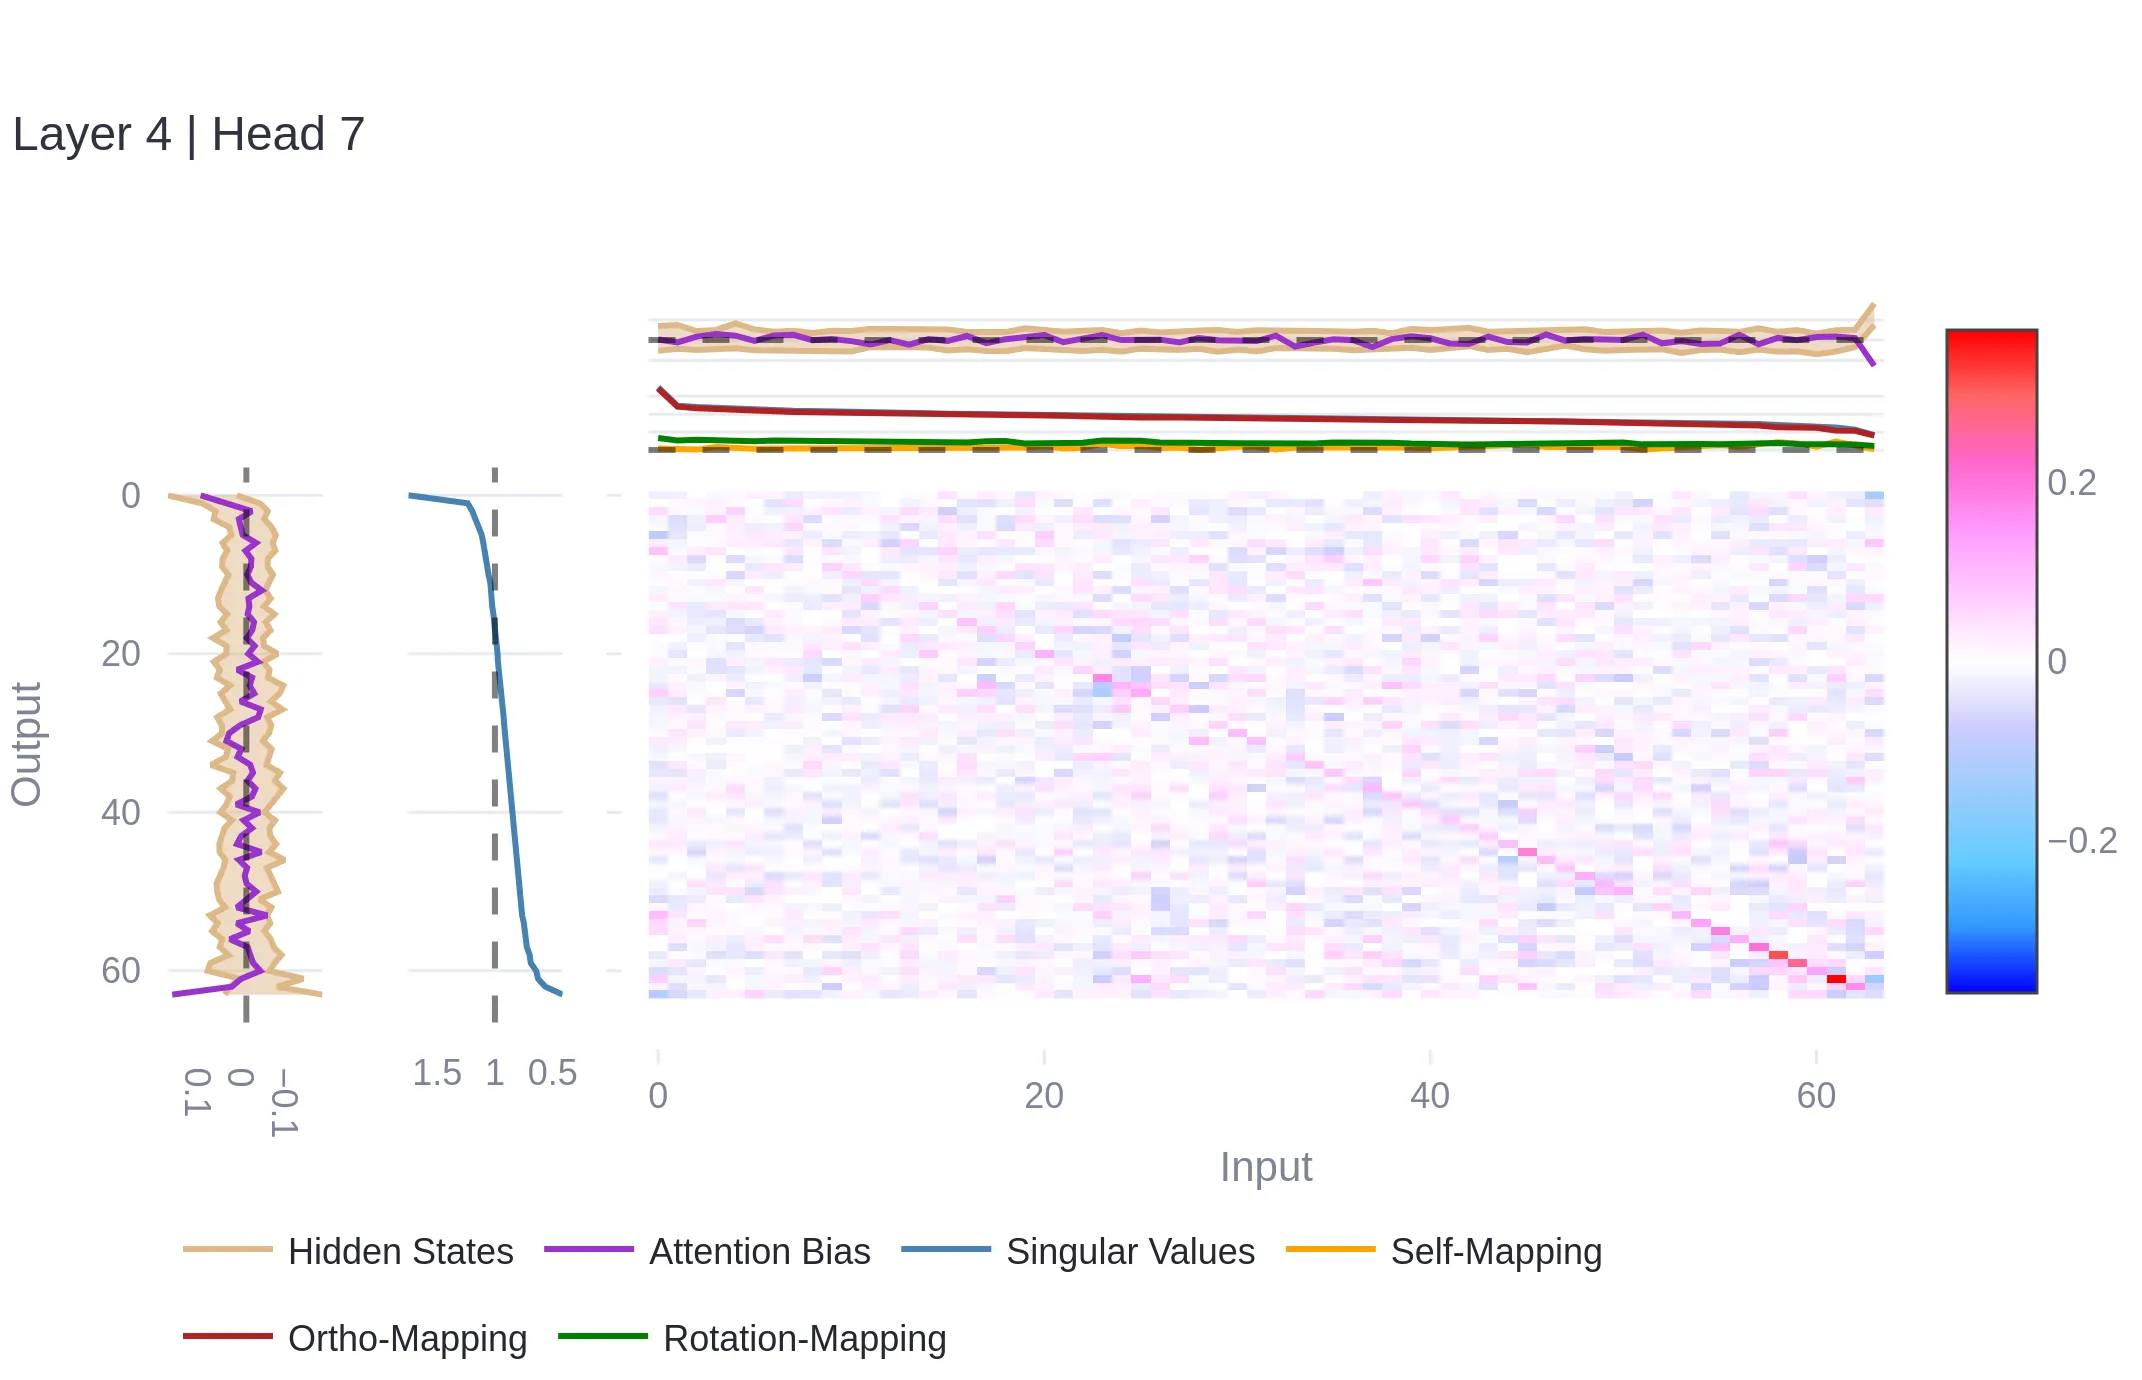 Layer 4 | Head 7
0
20
40
60
Output
0.1
0
−0.1
1.5 1 0.5
0 20 40 60
Input
0.2
0
−0.2
Hidden States Attention Bias Singular Values Self-Mapping
Ortho-Mapping Rotation-Mapping